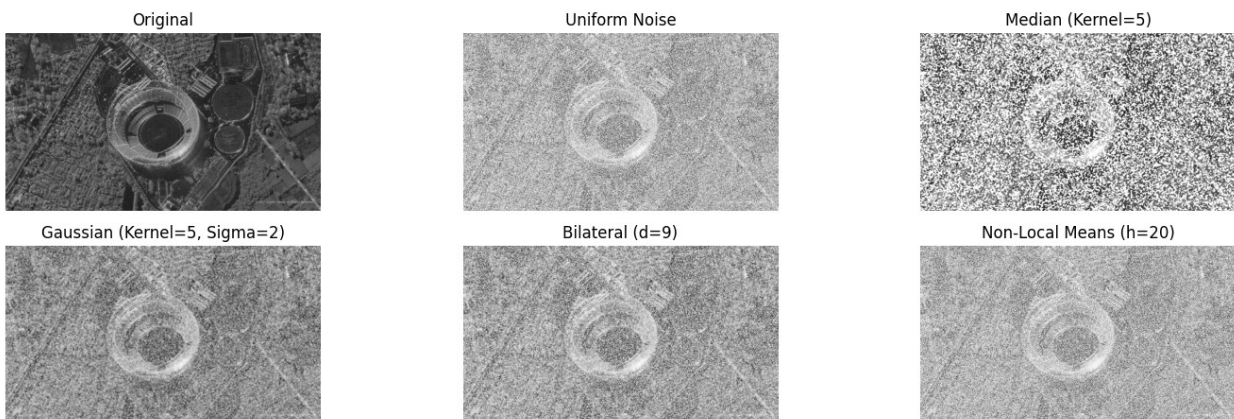 Original
Uniform Noise
Median (Kernel=5)
Gaussian (Kernel=5, Sigma=2)
Bilateral (d=9)
Non-Local Means (h=20)